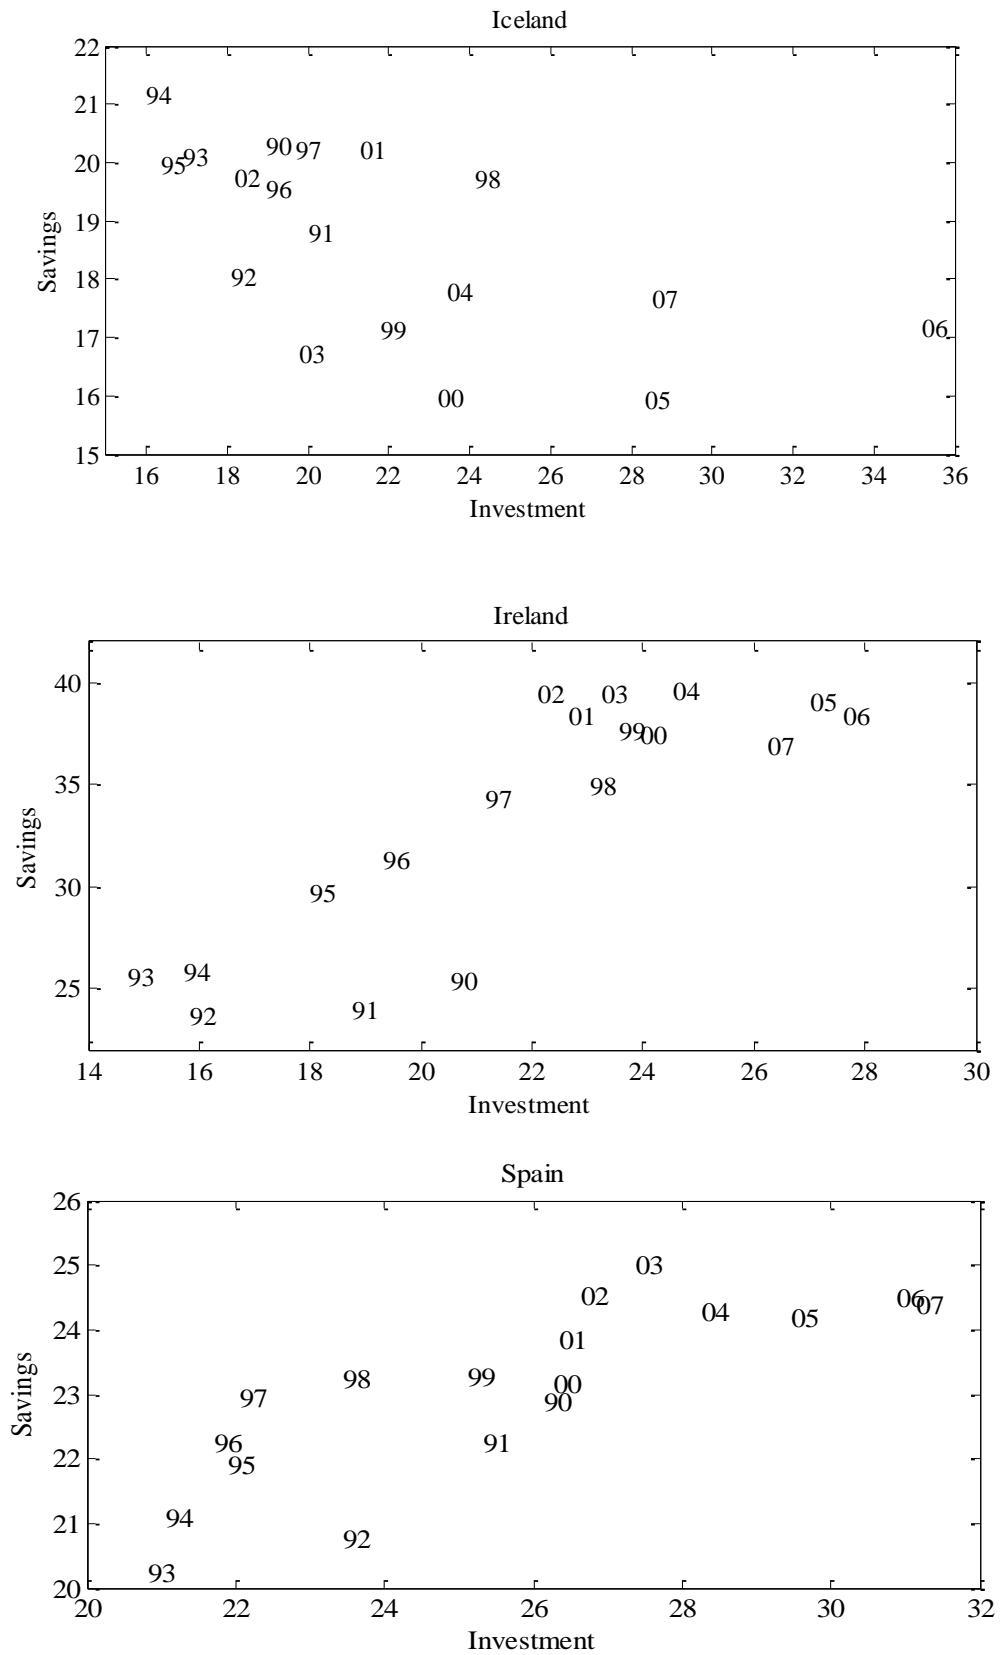 Iceland
22
94
21
90 97 01
95 93
20
02 96 98
19
91
Savings
18
92 04 07
17
99 06
03
16
00 05
15
16 18 20 22 24 26 28 30 32 34 36
Investment
Ireland
40
02 03 04 05
01 99 00 06
07
35
97 98
Savings
96
30
95
93 94 90
25
92 91
14 16 18 20 22 24 26 28 30
Investment
Spain
26
25
03
02 04 05 06 07
24
01
98 99 00
23
97 90
Savings
96 91
22
95
94
21
92
93
20
20 22 24 26 28 30 32
Investment